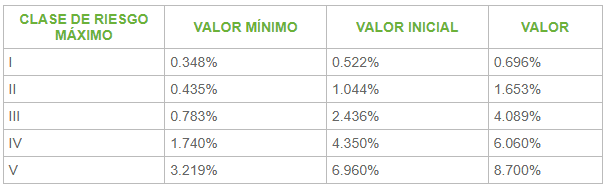 CLASE DE RIESGO MÁXIMO VALOR MÍNIMO VALOR INICIAL VALOR
I 0.348% 0.522% 0.696%
II 0.435% 1.044% 1.653%
III 0.783% 2.436% 4.089%
IV 1.740% 4.350% 6.060%
V 3.219% 6.960% 8.700%